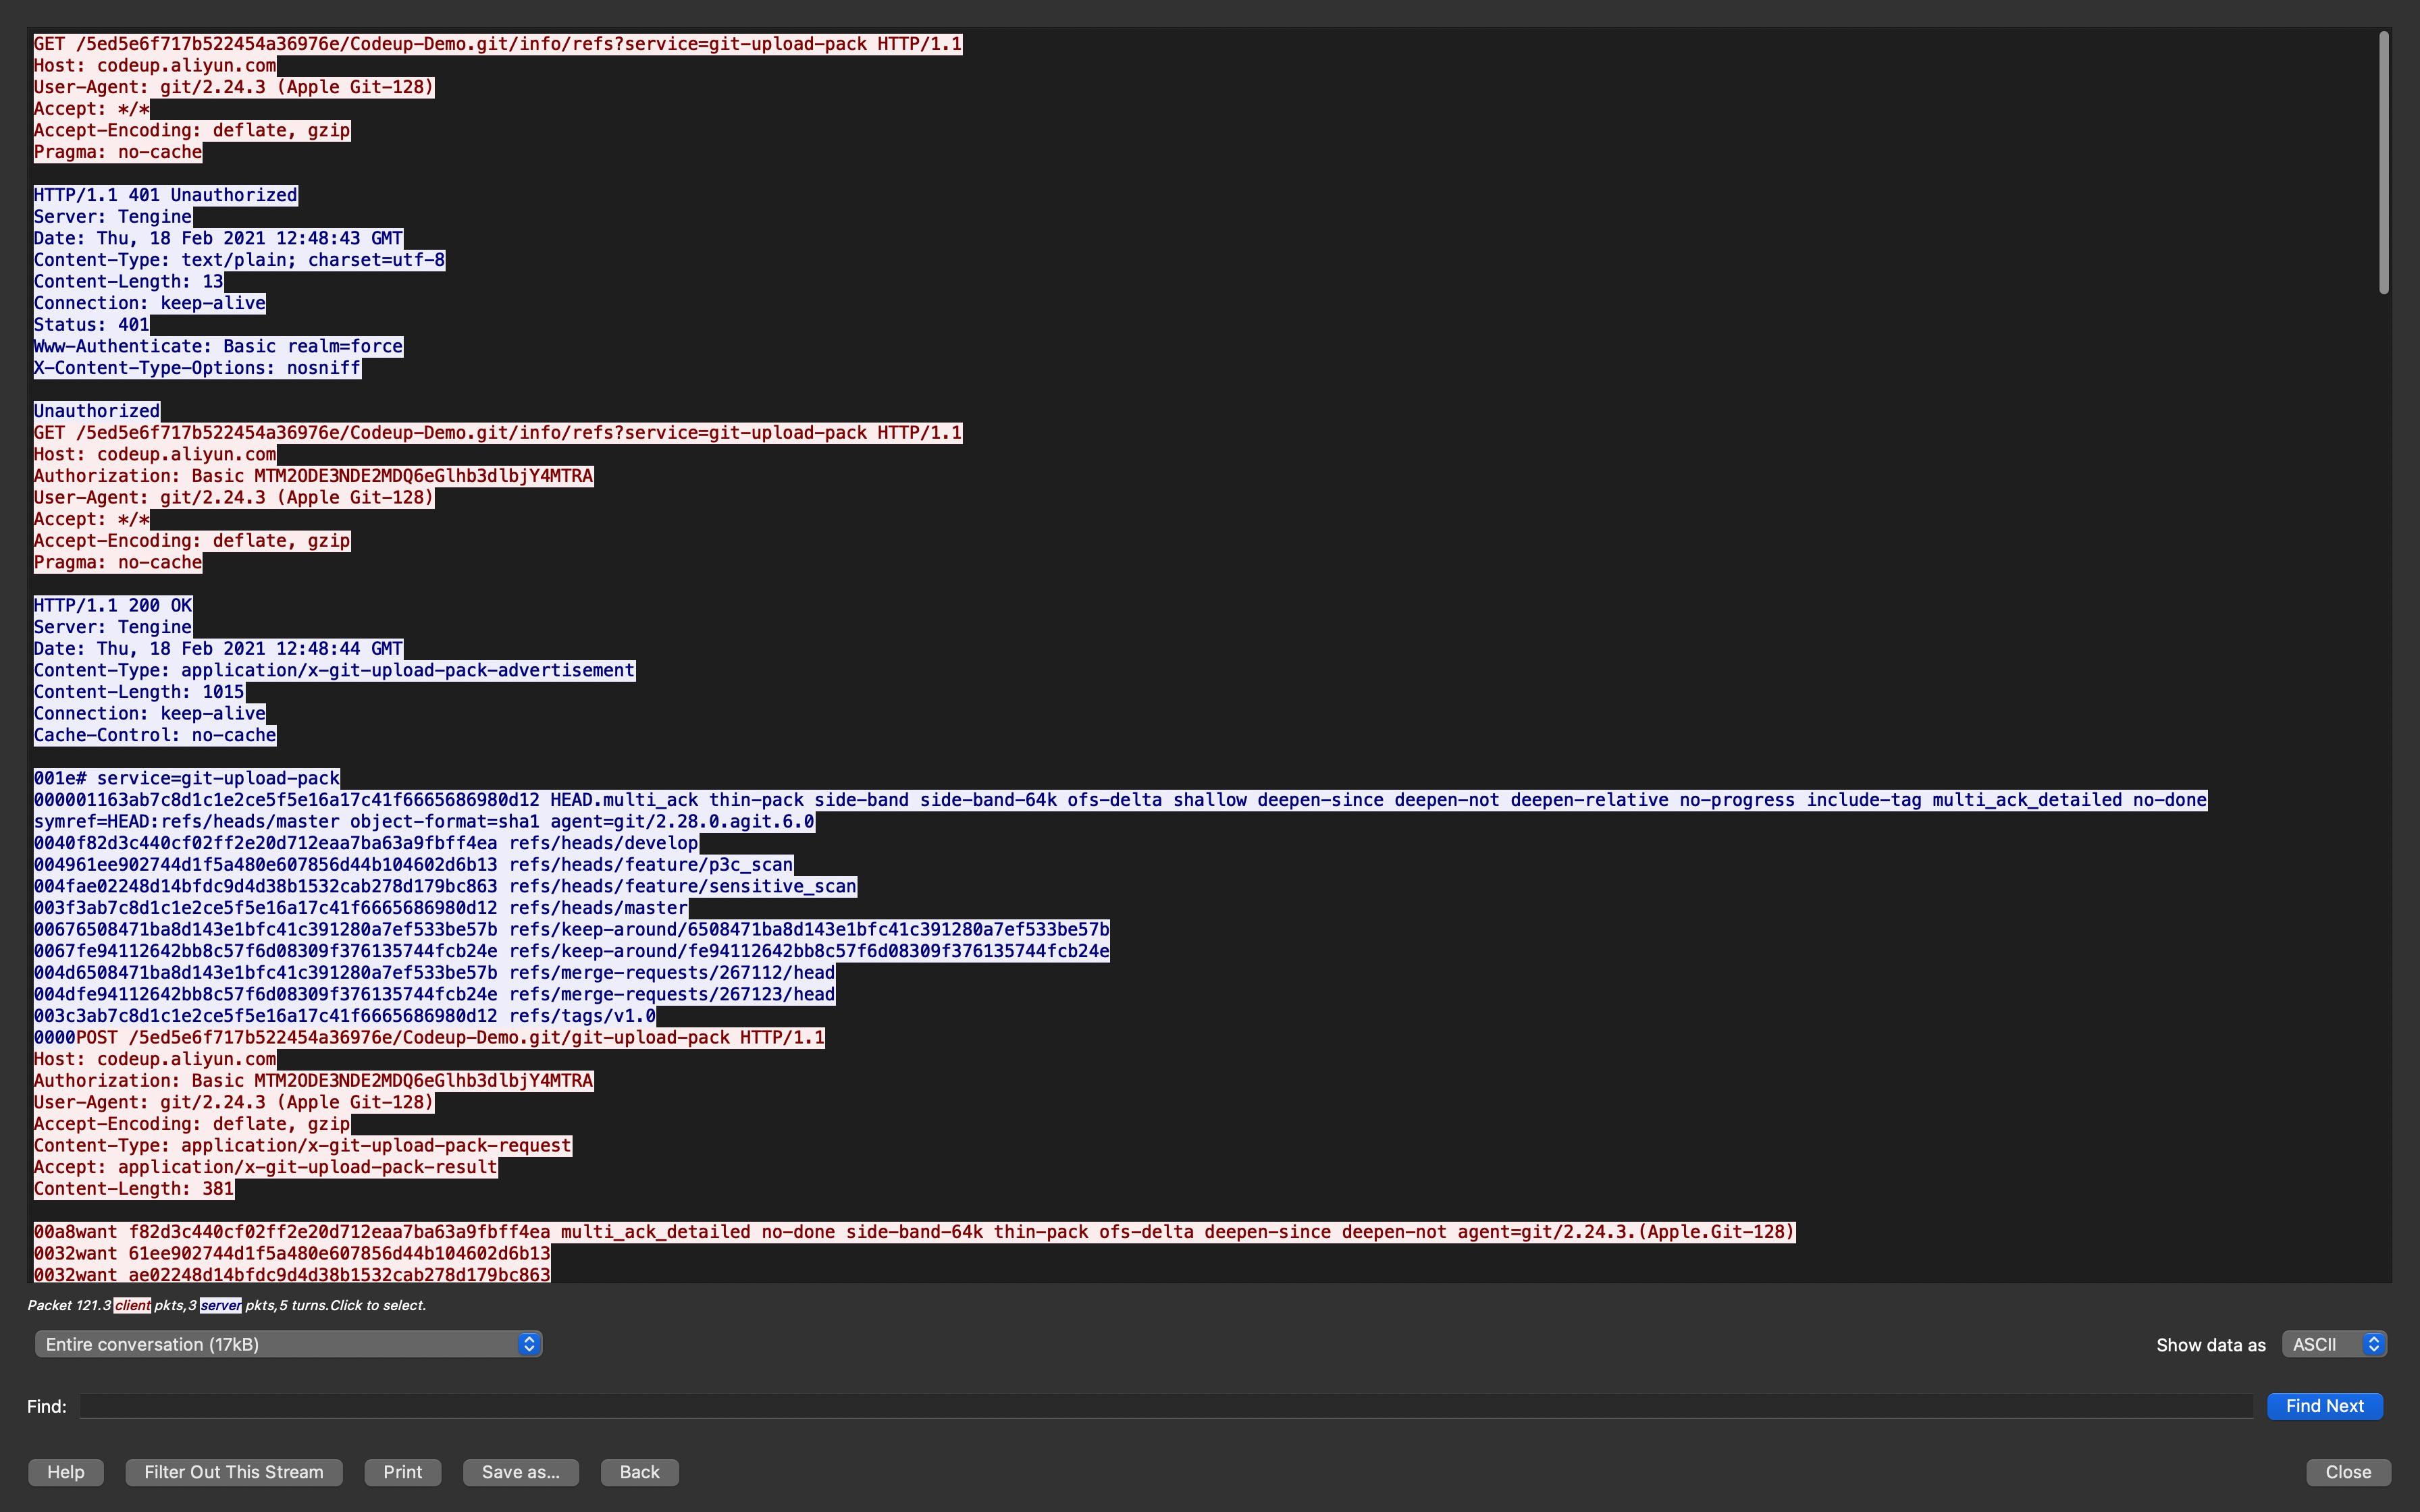 GET /5ed5e6f717b522454a36976e/Codeup-Demo.git/info/refs?service=git-upload-pack HTTP/1.1
Host: codeup.aliyun.com
User-Agent: git/2.24.3 (Apple Git-128)
Accept: */*
Accept-Encoding: deflate, gzip
Pragma: no-cache
HTTP/1.1 401 Unauthorized
Server: Tengine
Date: Thu, 18 Feb 2021 12:48:43 GMT
Content-Type: text/plain; charset=utf-8
Content-Length: 13
Connection: keep-alive
Status: 401
Www-Authenticate: Basic realm=force
X-Content-Type-Options: nosniff
Unauthorized
GET /5ed5e6f717b522454a36976e/Codeup-Demo.git/info/refs?service=git-upload-pack HTTP/1.1
Host: codeup.aliyun.com
Authorization: Basic MTM2ODE3NDE2MDQ6eGlhb3dlbjY4MTRA
User-Agent: git/2.24.3 (Apple Git-128)
Accept: */*
Accept-Encoding: deflate, gzip
Pragma: no-cache
HTTP/1.1 200 OK
Server: Tengine
Date: Thu, 18 Feb 2021 12:48:44 GMT
Content-Type: application/x-git-upload-pack-advertisement
Content-Length: 1015
Connection: keep-alive
Cache-Control: no-cache
001e# service=git-upload-pack
000001163ab7c8d1c1e2ce5f5e16a17c41f6665686980d12 HEAD.multi_ack thin-pack side-band side-band-64k ofs-delta shallow deepen-since deepen-not deepen-relative no-progress include-tag multi_ack_detailed no-done
symref=HEAD:refs/heads/master object-format=sha1 agent=git/2.28.0.agit.6.0
0040f82d3c440cf02ff2e20d712eaa7ba63a9fbff4ea refs/heads/develop
004961ee902744d1f5a480e607856d44b104602d6b13 refs/heads/feature/p3c_scan
004fae02248d14bfdc9d4d38b1532cab278d179bc863 refs/heads/feature/sensitive_scan
003f3ab7c8d1c1e2ce5f5e16a17c41f6665686980d12 refs/heads/master
00676508471ba8d143e1bfc41c391280a7ef533be57b refs/keep-around/6508471ba8d143e1bfc41c391280a7ef533be57b
0067fe94112642bb8c57f6d08309f376135744fcb24e refs/keep-around/fe94112642bb8c57f6d08309f376135744fcb24e
004d6508471ba8d143e1bfc41c391280a7ef533be57b refs/merge-requests/267112/head
004dfe94112642bb8c57f6d08309f376135744fcb24e refs/merge-requests/267123/head
003c3ab7c8d1c1e2ce5f5e16a17c41f6665686980d12 refs/tags/v1.0
0000POST /5ed5e6f717b522454a36976e/Codeup-Demo.git/git-upload-pack HTTP/1.1
Host: codeup.aliyun.com
Authorization: Basic MTM2ODE3NDE2MDQ6eGlhb3dlbjY4MTRA
User-Agent: git/2.24.3 (Apple Git-128)
Accept-Encoding: deflate, gzip
Content-Type: application/x-git-upload-pack-request
Accept: application/x-git-upload-pack-result
Content-Length: 381
00a8want f82d3c440cf02ff2e20d712eaa7ba63a9fbff4ea multi_ack_detailed no-done side-band-64k thin-pack ofs-delta deepen-since deepen-not agent=git/2.24.3.(Apple.Git-128)
0032want 61ee902744d1f5a480e607856d44b104602d6b13
0032want ae02248d14bfdc9d4d38b1532cab278d179bc863
Packet 121. 3 client pkts, 3 server pkts, 5 turns. Click to select.
Entire conversation (17kB)
Show data as ASCII
Find:
Find Next
Help
Filter Out This Stream
Print
Save as…
Back
Close